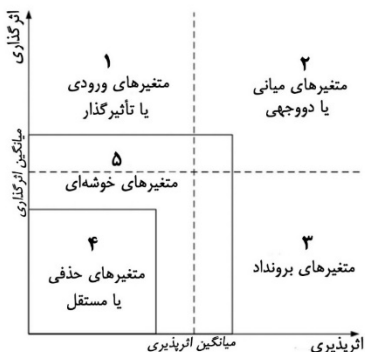 اثرگذاری
۱
متغیرهای ورودی
یا تأثیرگذار
۲
متغیرهای میانی
یا دووجهی
میانگین اثرگذاری
۵
متغیرهای خوشه‌ای
۴
متغیرهای حذفی
یا مستقل
۳
متغیرهای برونداد
میانگین اثرپذیری
اثرپذیری